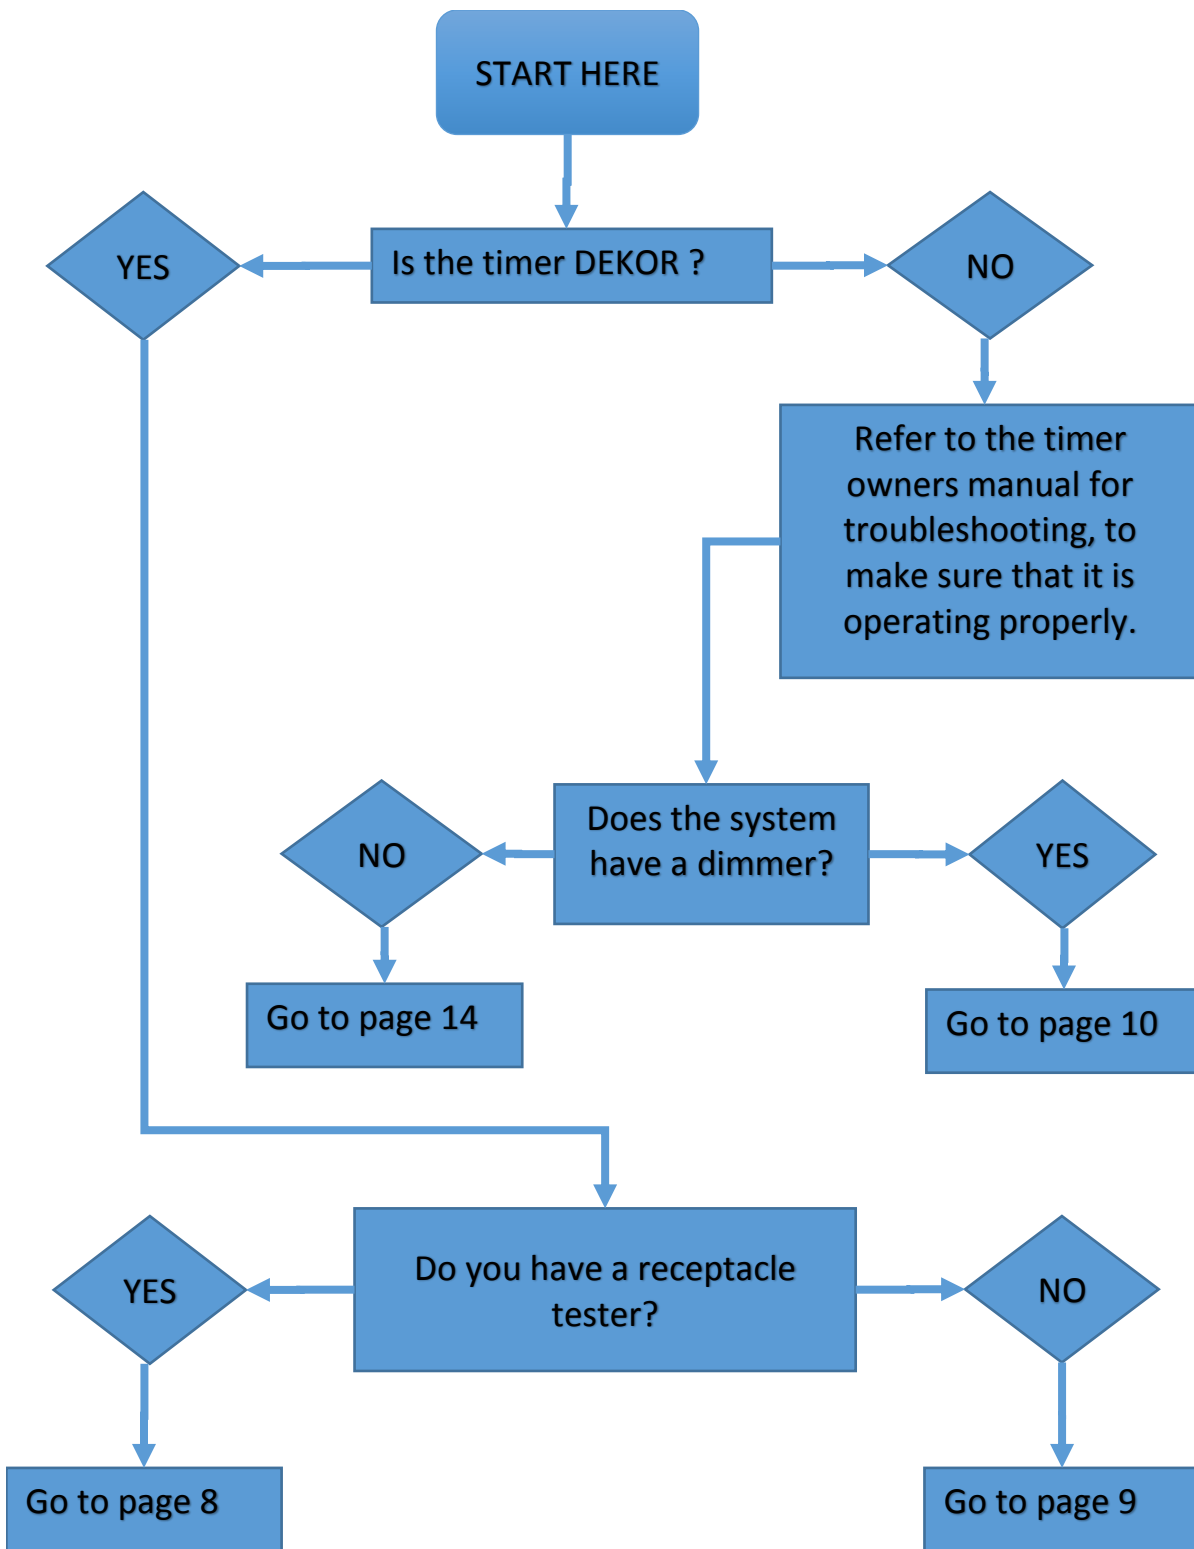 START HERE
YES
Is the timer DEKOR ?
NO
Refer to the timer
owners manual for
troubleshooting, to
make sure that it is
operating properly.
NO
Does the system
have a dimmer?
YES
Go to page 14
Go to page 10
YES
Do you have a receptacle
tester?
NO
Go to page 8
Go to page 9